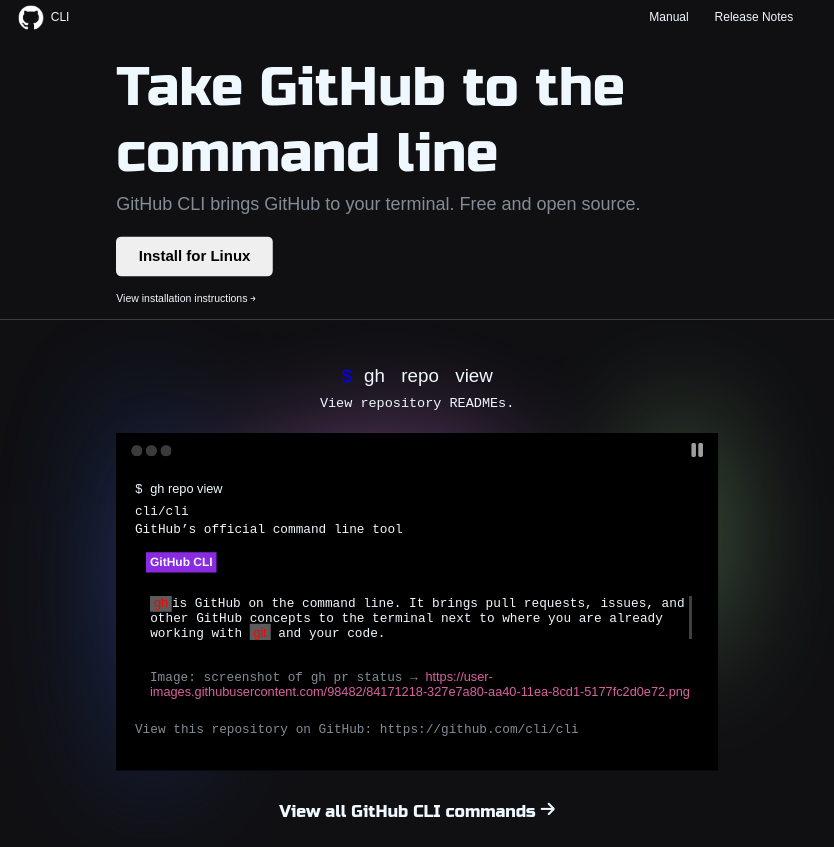 CLI
Manual
Release Notes
Take GitHub to the
command line
GitHub CLI brings GitHub to your terminal. Free and open source.
Install for Linux
View installation instructions →
$ gh repo view
View repository READMEs.
$ gh repo view
cli/cli
GitHub’s official command line tool
GitHub CLI
gh is GitHub on the command line. It brings pull requests, issues, and
other GitHub concepts to the terminal next to where you are already
working with git and your code.
Image: screenshot of gh pr status → https://user-
images.githubusercontent.com/98482/84171218-327e7a80-aa40-11ea-8cd1-5177fc2d0e72.png
View this repository on GitHub: https://github.com/cli/cli
View all GitHub CLI commands →